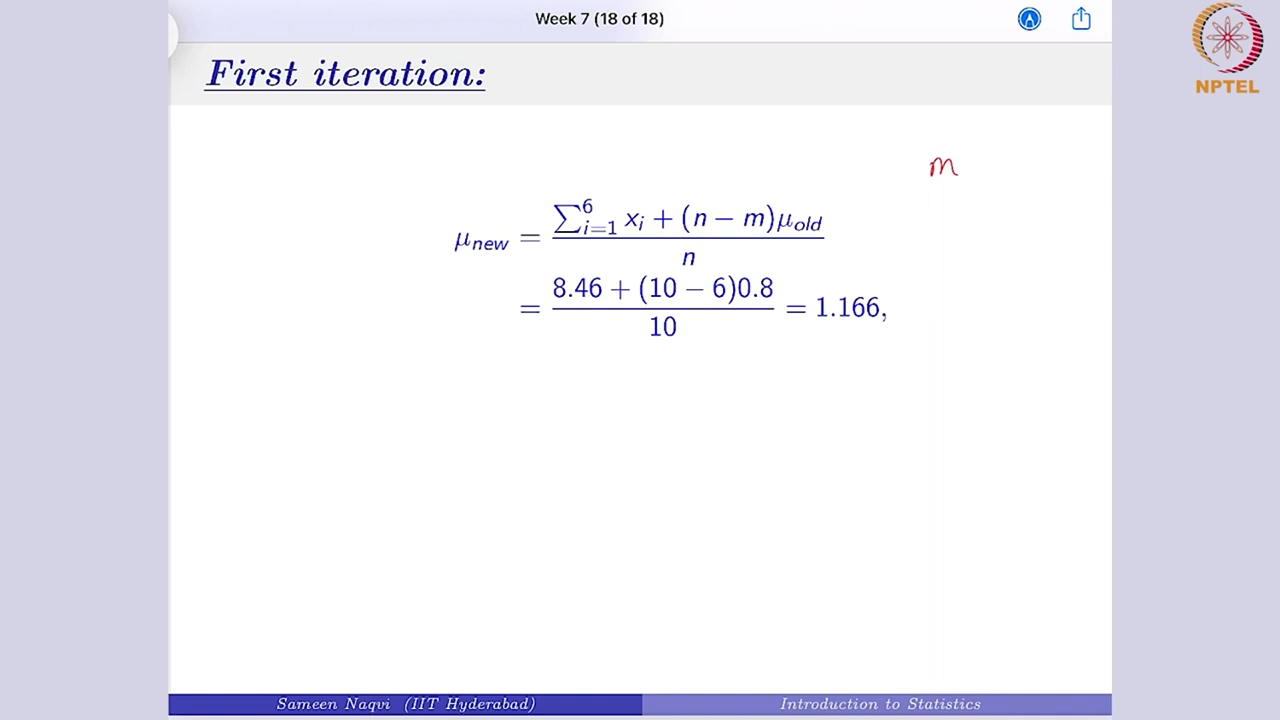 Week 7 (18 of 18)
NPTEL
First iteration:
m
μ_new = (∑_{i=1}^{6} x_i + (n − m)μ_old) / n
= (8.46 + (10 − 6)0.8) / 10 = 1.166,
Sameen Naqvi (IIT Hyderabad) Introduction to Statistics